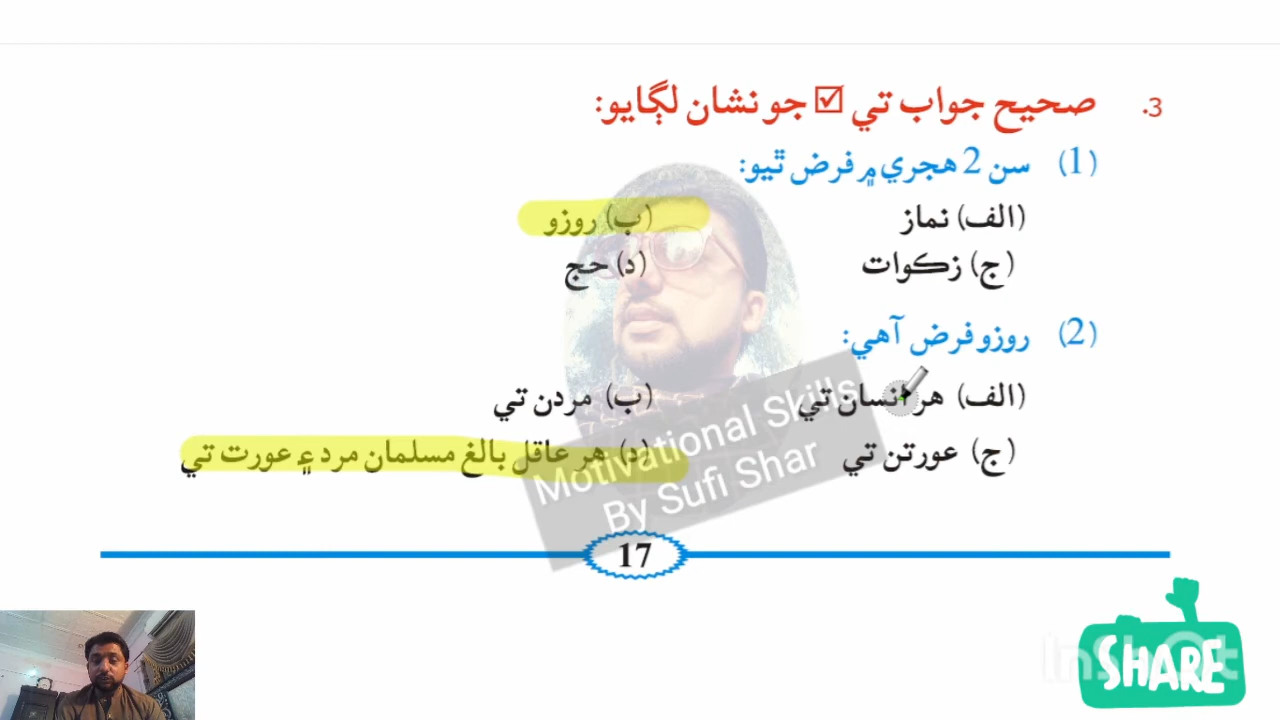 3. صحيح جواب تي ☑ جو نشان لڳايو:
(1) سن 2 هجري ۾ فرض ٿيو:
(الف) نماز (ب) روزو
(ج) زڪوات (د) حج
(2) روزو فرض آهي:
(الف) هر انسان تي (ب) مردن تي
(ج) عورتن تي (د) هر عاقل بالغ مسلمان مرد ۽ عورت تي
Motivational Skills
By Sufi Shar
17
InShot
SHARE